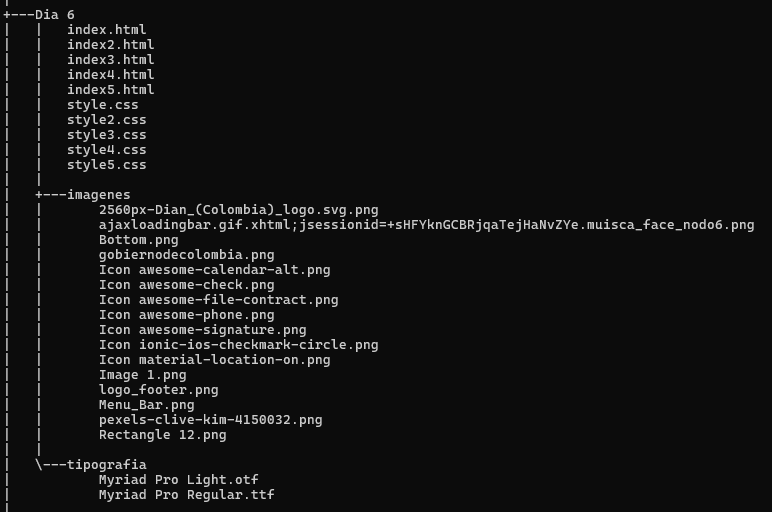 +---Dia 6
|   |   index.html
|   |   index2.html
|   |   index3.html
|   |   index4.html
|   |   index5.html
|   |   style.css
|   |   style2.css
|   |   style3.css
|   |   style4.css
|   |   style5.css
|   |
|   +---imagenes
|   |       2560px-Dian_(Colombia)_logo.svg.png
|   |       ajaxloadingbar.gif.xhtml;jsessionid=+sHFYknGCBRjqaTejHaNvZYe.muisca_face_nodo6.png
|   |       Bottom.png
|   |       gobiernodecolombia.png
|   |       Icon awesome-calendar-alt.png
|   |       Icon awesome-check.png
|   |       Icon awesome-file-contract.png
|   |       Icon awesome-phone.png
|   |       Icon awesome-signature.png
|   |       Icon ionic-ios-checkmark-circle.png
|   |       Icon material-location-on.png
|   |       Image 1.png
|   |       logo_footer.png
|   |       Menu_Bar.png
|   |       pexels-clive-kim-4150032.png
|   |       Rectangle 12.png
|   |
|   \---tipografia
|           Myriad Pro Light.otf
|           Myriad Pro Regular.ttf
|